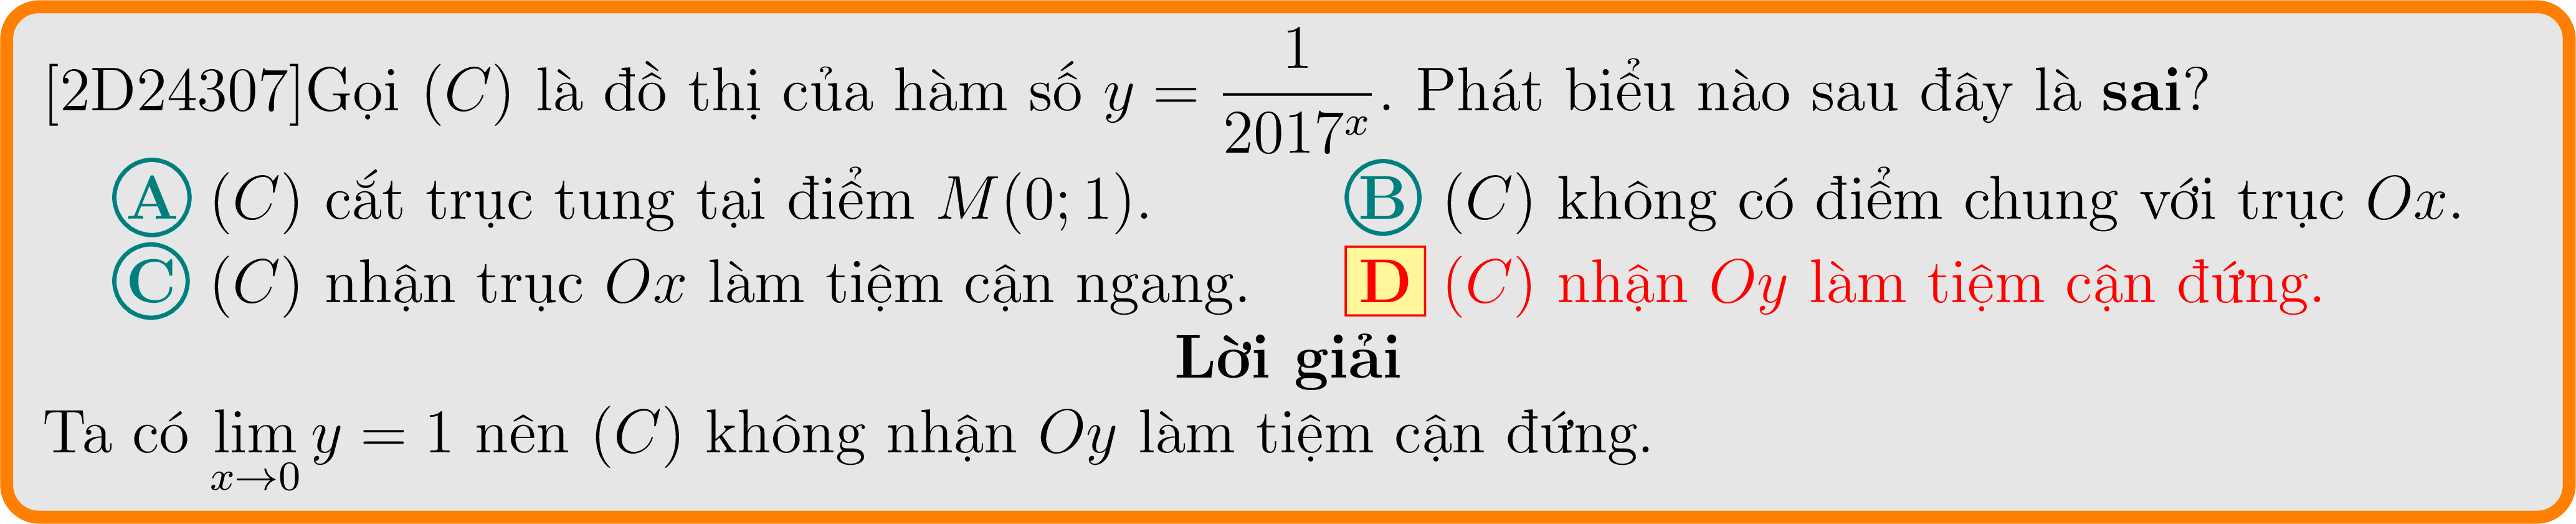 [2D24307]Gọi (C) là đồ thị của hàm số y = 1/2017^x. Phát biểu nào sau đây là sai?
A (C) cắt trục tung tại điểm M(0; 1). B (C) không có điểm chung với trục Ox.
C (C) nhận trục Ox làm tiệm cận ngang. D (C) nhận Oy làm tiệm cận đứng.
Lời giải
Ta có lim x→0 y = 1 nên (C) không nhận Oy làm tiệm cận đứng.